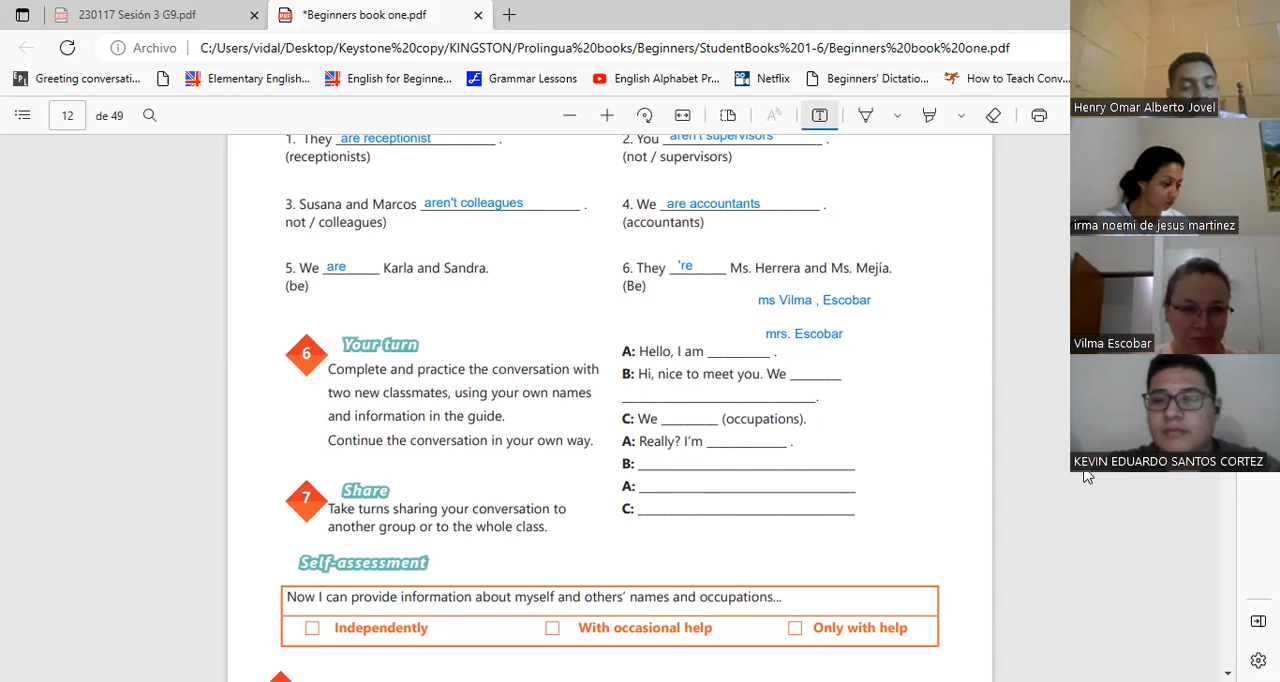 230117 Sesión 3 G9.pdf
*Beginners book one.pdf
Archivo
C:/Users/vidal/Desktop/Keystone%20copy/KINGSTON/Prolingua%20books/Beginners/StudentBooks%201-6/Beginners%20book%20one.pdf
Greeting conversati...
Elementary English...
English for Beginne...
Grammar Lessons
English Alphabet Pr...
Netflix
Beginners' Dictatio...
How to Teach Conv...
12
de 49
1. They are receptionist .
(receptionists)
2. You aren't supervisors .
(not / supervisors)
3. Susana and Marcos aren't colleagues .
not / colleagues)
4. We are accountants .
(accountants)
5. We are Karla and Sandra.
(be)
6. They 're Ms. Herrera and Ms. Mejía.
(Be)
ms Vilma , Escobar
mrs. Escobar
6
Your turn
Complete and practice the conversation with
two new classmates, using your own names
and information in the guide.
Continue the conversation in your own way.
A: Hello, I am _________ .
B: Hi, nice to meet you. We _______
___________________________.
C: We ________ (occupations).
A: Really? I'm ___________ .
B: ______________________________
A: ______________________________
C: ______________________________
7
Share
Take turns sharing your conversation to
another group or to the whole class.
Self-assessment
Now I can provide information about myself and others' names and occupations...
Independently
With occasional help
Only with help
Henry Omar Alberto Jovel
irma noemi de jesus martinez
Vilma Escobar
KEVIN EDUARDO SANTOS CORTEZ